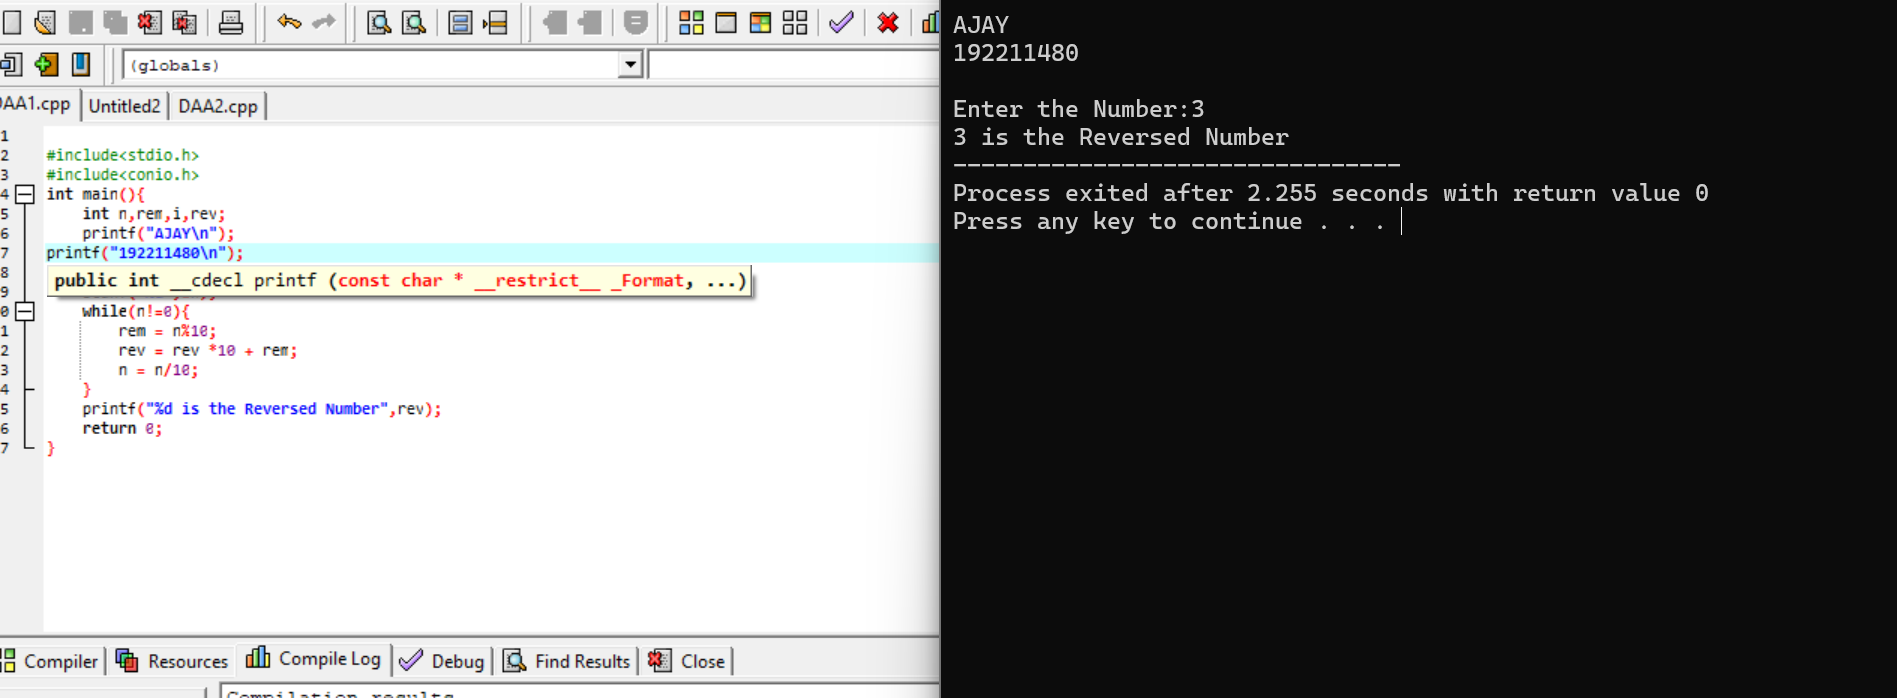 (globals)
DAA1.cpp Untitled2 DAA2.cpp
1
2 #include<stdio.h>
3 #include<conio.h>
4 int main(){
5 int n,rem,i,rev;
6 printf("AJAY\n");
7 printf("192211480\n");
8 public int __cdecl printf (const char * __restrict__ _Format, ...)
9
0 while(n!=0){
1 rem = n%10;
2 rev = rev *10 + rem;
3 n = n/10;
4 }
5 printf("%d is the Reversed Number",rev);
6 return 0;
7 }
Compiler Resources Compile Log Debug Find Results Close
Compilation results
AJAY
192211480
Enter the Number:3
3 is the Reversed Number
--------------------------------
Process exited after 2.255 seconds with return value 0
Press any key to continue . . .